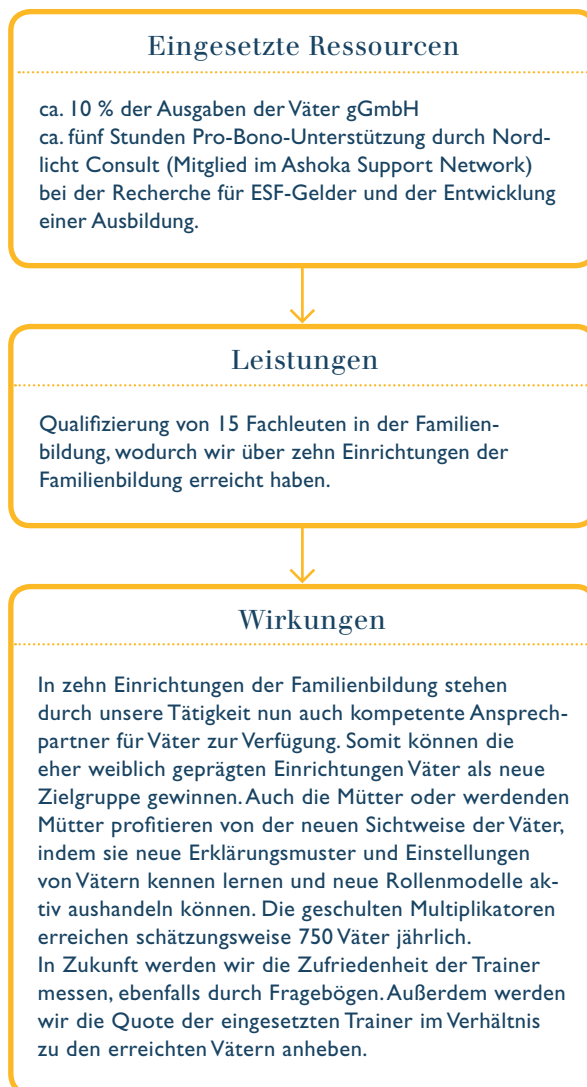 Eingesetzte Ressourcen
ca. 10 % der Ausgaben der Väter gGmbH
ca. fünf Stunden Pro-Bono-Unterstützung durch Nord-
licht Consult (Mitglied im Ashoka Support Network)
bei der Recherche für ESF-Gelder und der Entwicklung
einer Ausbildung.
Leistungen
Qualifizierung von 15 Fachleuten in der Familien-
bildung, wodurch wir über zehn Einrichtungen der
Familienbildung erreicht haben.
Wirkungen
In zehn Einrichtungen der Familienbildung stehen
durch unsere Tätigkeit nun auch kompetente Ansprech-
partner für Väter zur Verfügung. Somit können die
eher weiblich geprägten Einrichtungen Väter als neue
Zielgruppe gewinnen. Auch die Mütter oder werdenden
Mütter profitieren von der neuen Sichtweise der Väter,
indem sie neue Erklärungsmuster und Einstellungen
von Vätern kennen lernen und neue Rollenmodelle ak-
tiv aushandeln können. Die geschulten Multiplikatoren
erreichen schätzungsweise 750 Väter jährlich.
In Zukunft werden wir die Zufriedenheit der Trainer
messen, ebenfalls durch Fragebögen. Außerdem werden
wir die Quote der eingesetzten Trainer im Verhältnis
zu den erreichten Vätern anheben.